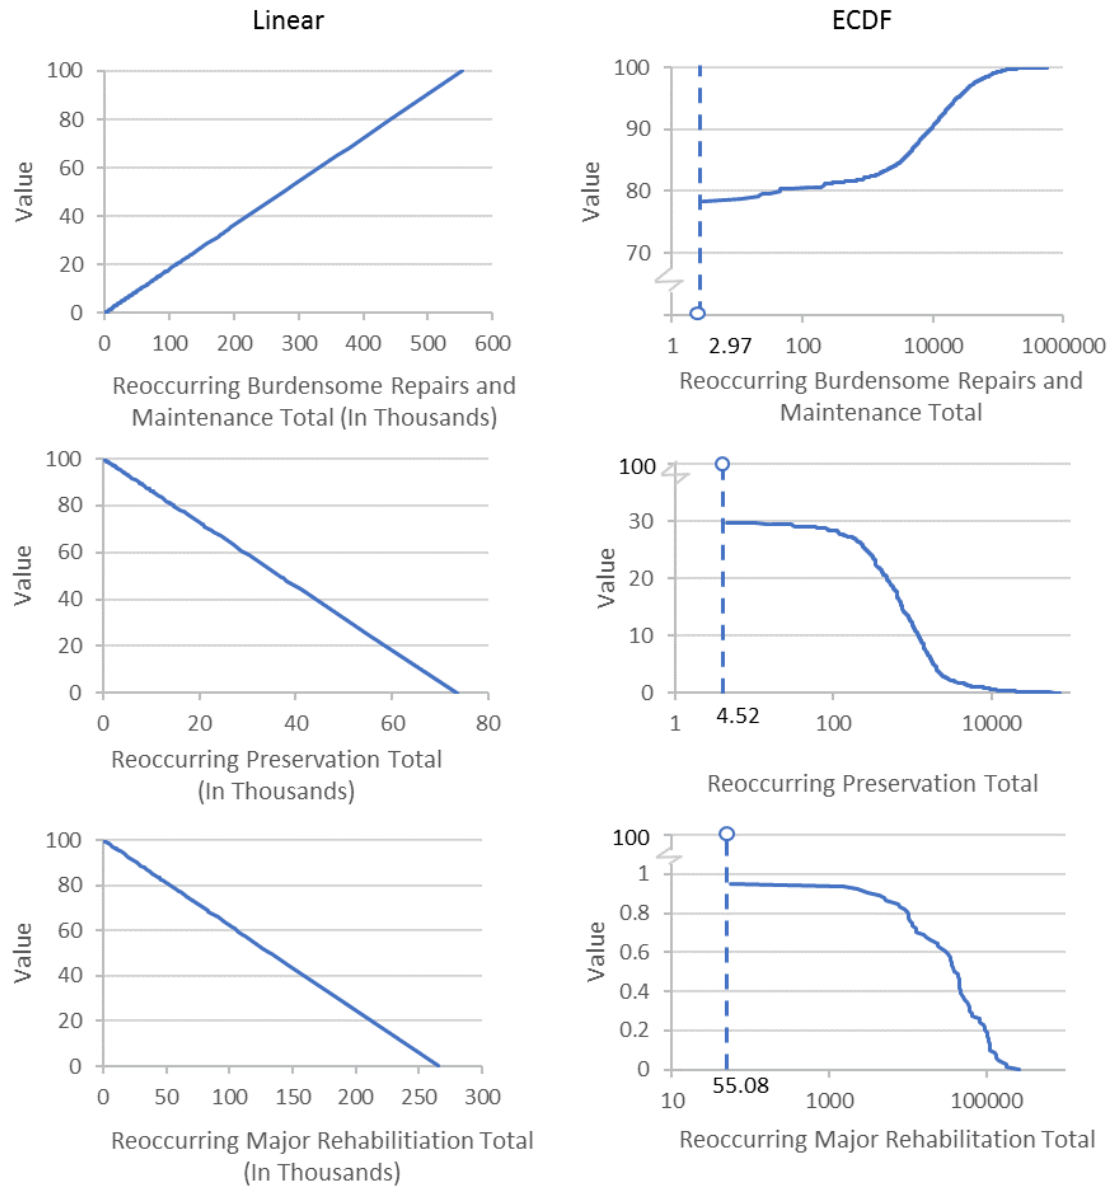 Linear
ECDF
100
80
60
40
20
0
Value
0 100 200 300 400 500 600
Reoccurring Burdensome Repairs and
Maintenance Total (In Thousands)
100
90
80
70
Value
1 2.97 100 10000 1000000
Reoccurring Burdensome Repairs and
Maintenance Total
100
80
60
40
20
0
Value
0 20 40 60 80
Reoccurring Preservation Total
(In Thousands)
100
30
20
10
0
Value
1 4.52 100 10000
Reoccurring Preservation Total
100
80
60
40
20
0
Value
0 50 100 150 200 250 300
Reoccurring Major Rehabilitiation Total
(In Thousands)
100
1
0.8
0.6
0.4
0.2
0
Value
55.08
10 1000 100000
Reoccurring Major Rehabilitation Total